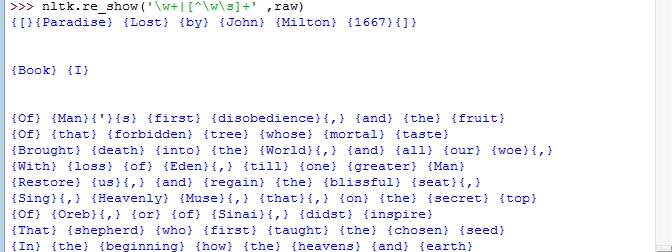 >>> nltk.re_show('\w+|[^\w\s]+' ,raw)
{[}{Paradise} {Lost} {by} {John} {Milton} {1667}{]}
{Book} {I}
{Of} {Man}{'}{s} {first} {disobedience}{,} {and} {the} {fruit}
{Of} {that} {forbidden} {tree} {whose} {mortal} {taste}
{Brought} {death} {into} {the} {World}{,} {and} {all} {our} {woe}{,}
{With} {loss} {of} {Eden}{,} {till} {one} {greater} {Man}
{Restore} {us}{,} {and} {regain} {the} {blissful} {seat}{,}
{Sing}{,} {Heavenly} {Muse}{,} {that}{,} {on} {the} {secret} {top}
{Of} {Oreb}{,} {or} {of} {Sinai}{,} {didst} {inspire}
{That} {shepherd} {who} {first} {taught} {the} {chosen} {seed}
{In} {the} {beginning} {how} {the} {heavens} {and} {earth}